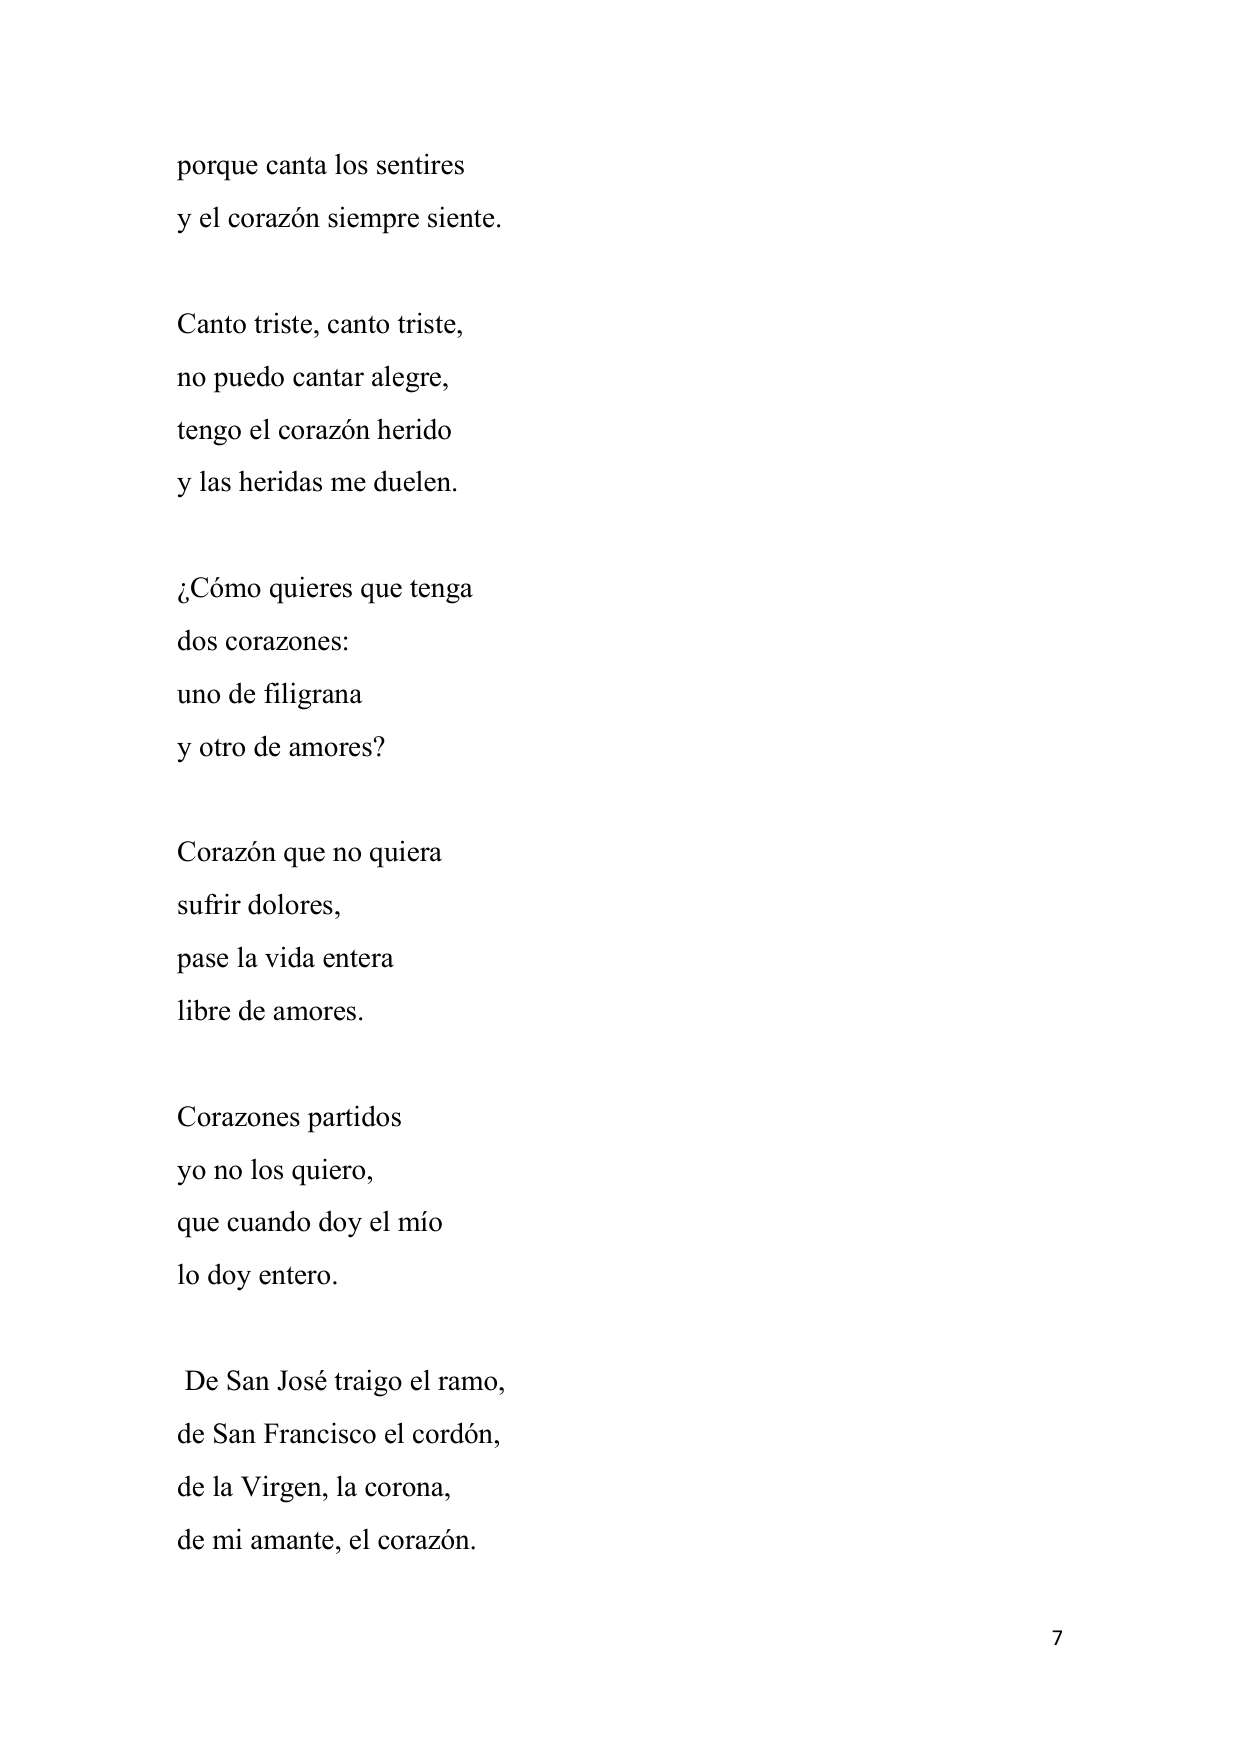 porque canta los sentires
y el corazón siempre siente.
Canto triste, canto triste,
no puedo cantar alegre,
tengo el corazón herido
y las heridas me duelen.
¿Cómo quieres que tenga
dos corazones:
uno de filigrana
y otro de amores?
Corazón que no quiera
sufrir dolores,
pase la vida entera
libre de amores.
Corazones partidos
yo no los quiero,
que cuando doy el mío
lo doy entero.
De San José traigo el ramo,
de San Francisco el cordón,
de la Virgen, la corona,
de mi amante, el corazón.
7